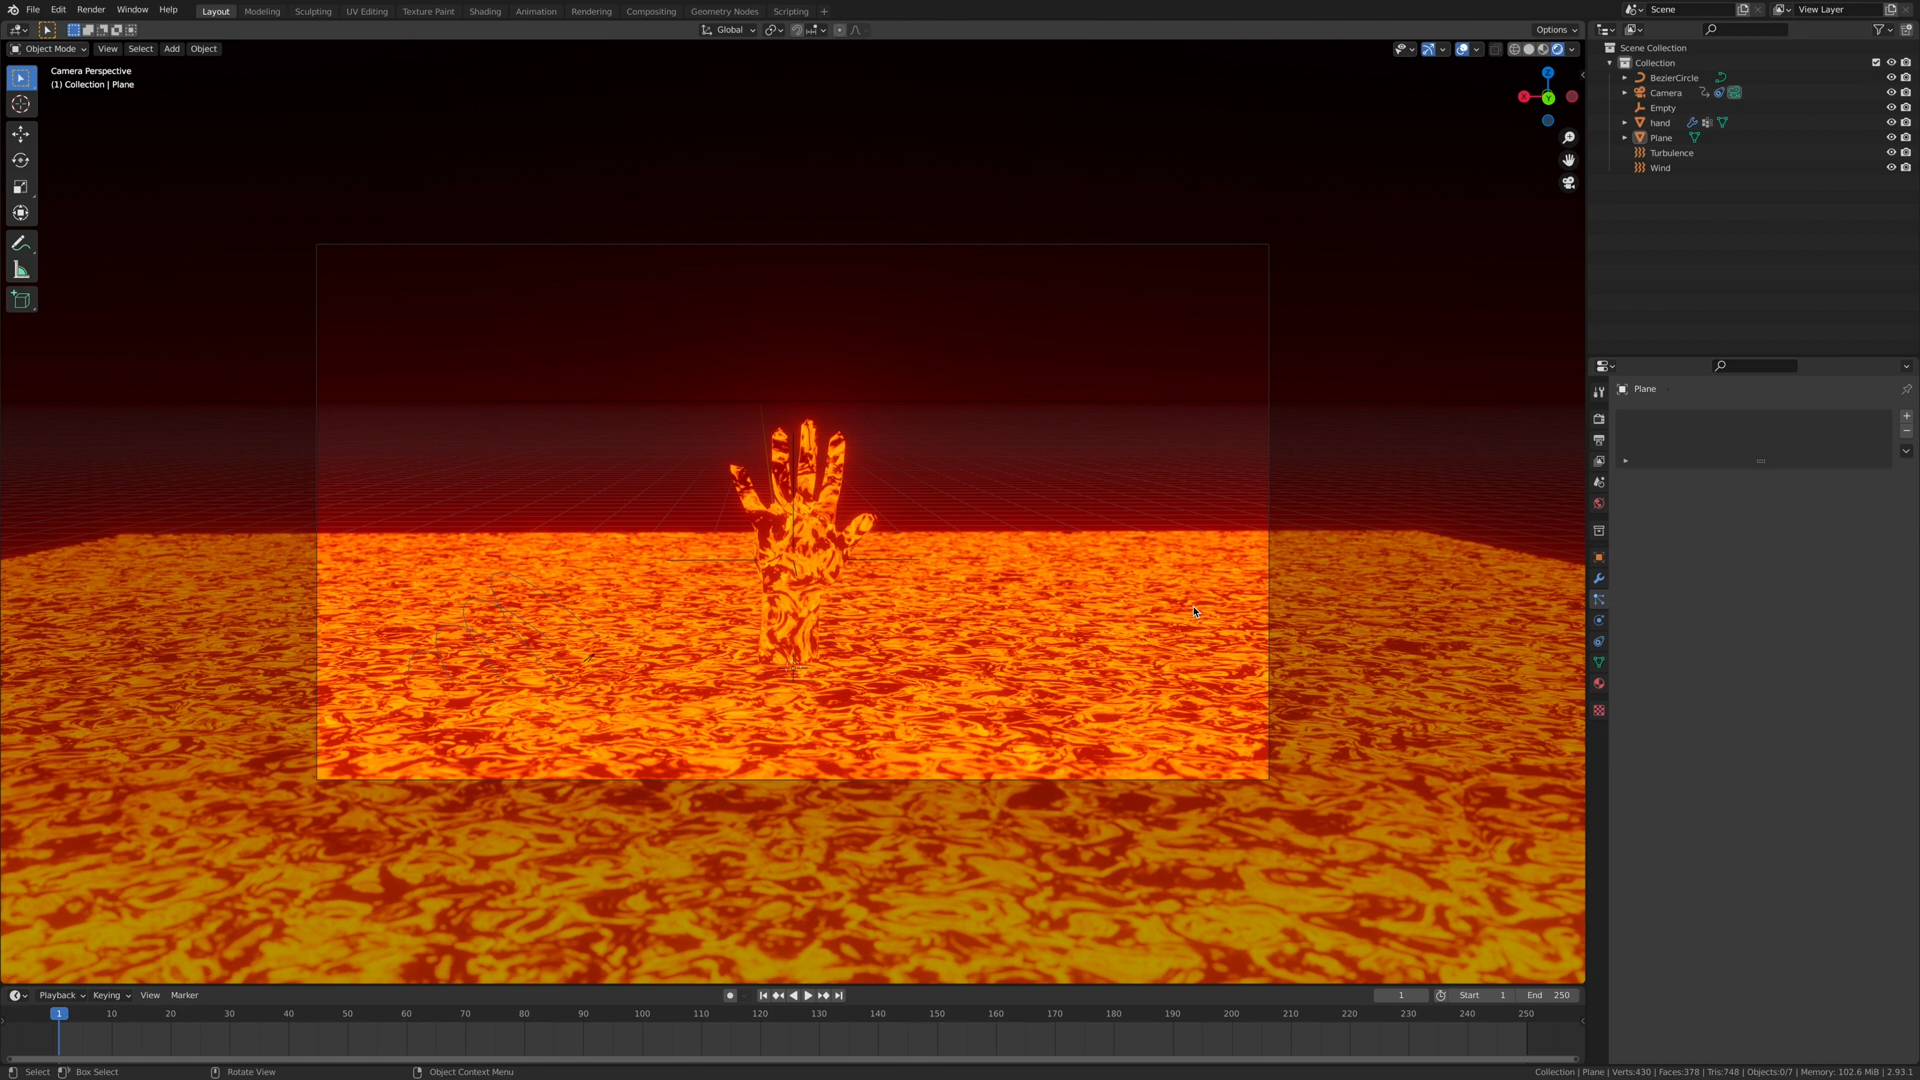 File Edit Render Window Help Layout Modeling Sculpting UV Editing Texture Paint Shading Animation Rendering Compositing Geometry Nodes Scripting + Scene View Layer
Global Options
Object Mode View Select Add Object
Camera Perspective
(1) Collection | Plane
Z
X
Y
Scene Collection
Collection
BezierCircle
Camera
Empty
hand
Plane
Turbulence
Wind
Plane
Playback Keying View Marker 1 Start 1 End 250
1 10 20 30 40 50 60 70 80 90 100 110 120 130 140 150 160 170 180 190 200 210 220 230 240 250
Select Box Select Rotate View Object Context Menu Collection | Plane | Verts:430 | Faces:378 | Tris:748 | Objects:0/7 | Memory: 102.6 MiB | 2.93.1